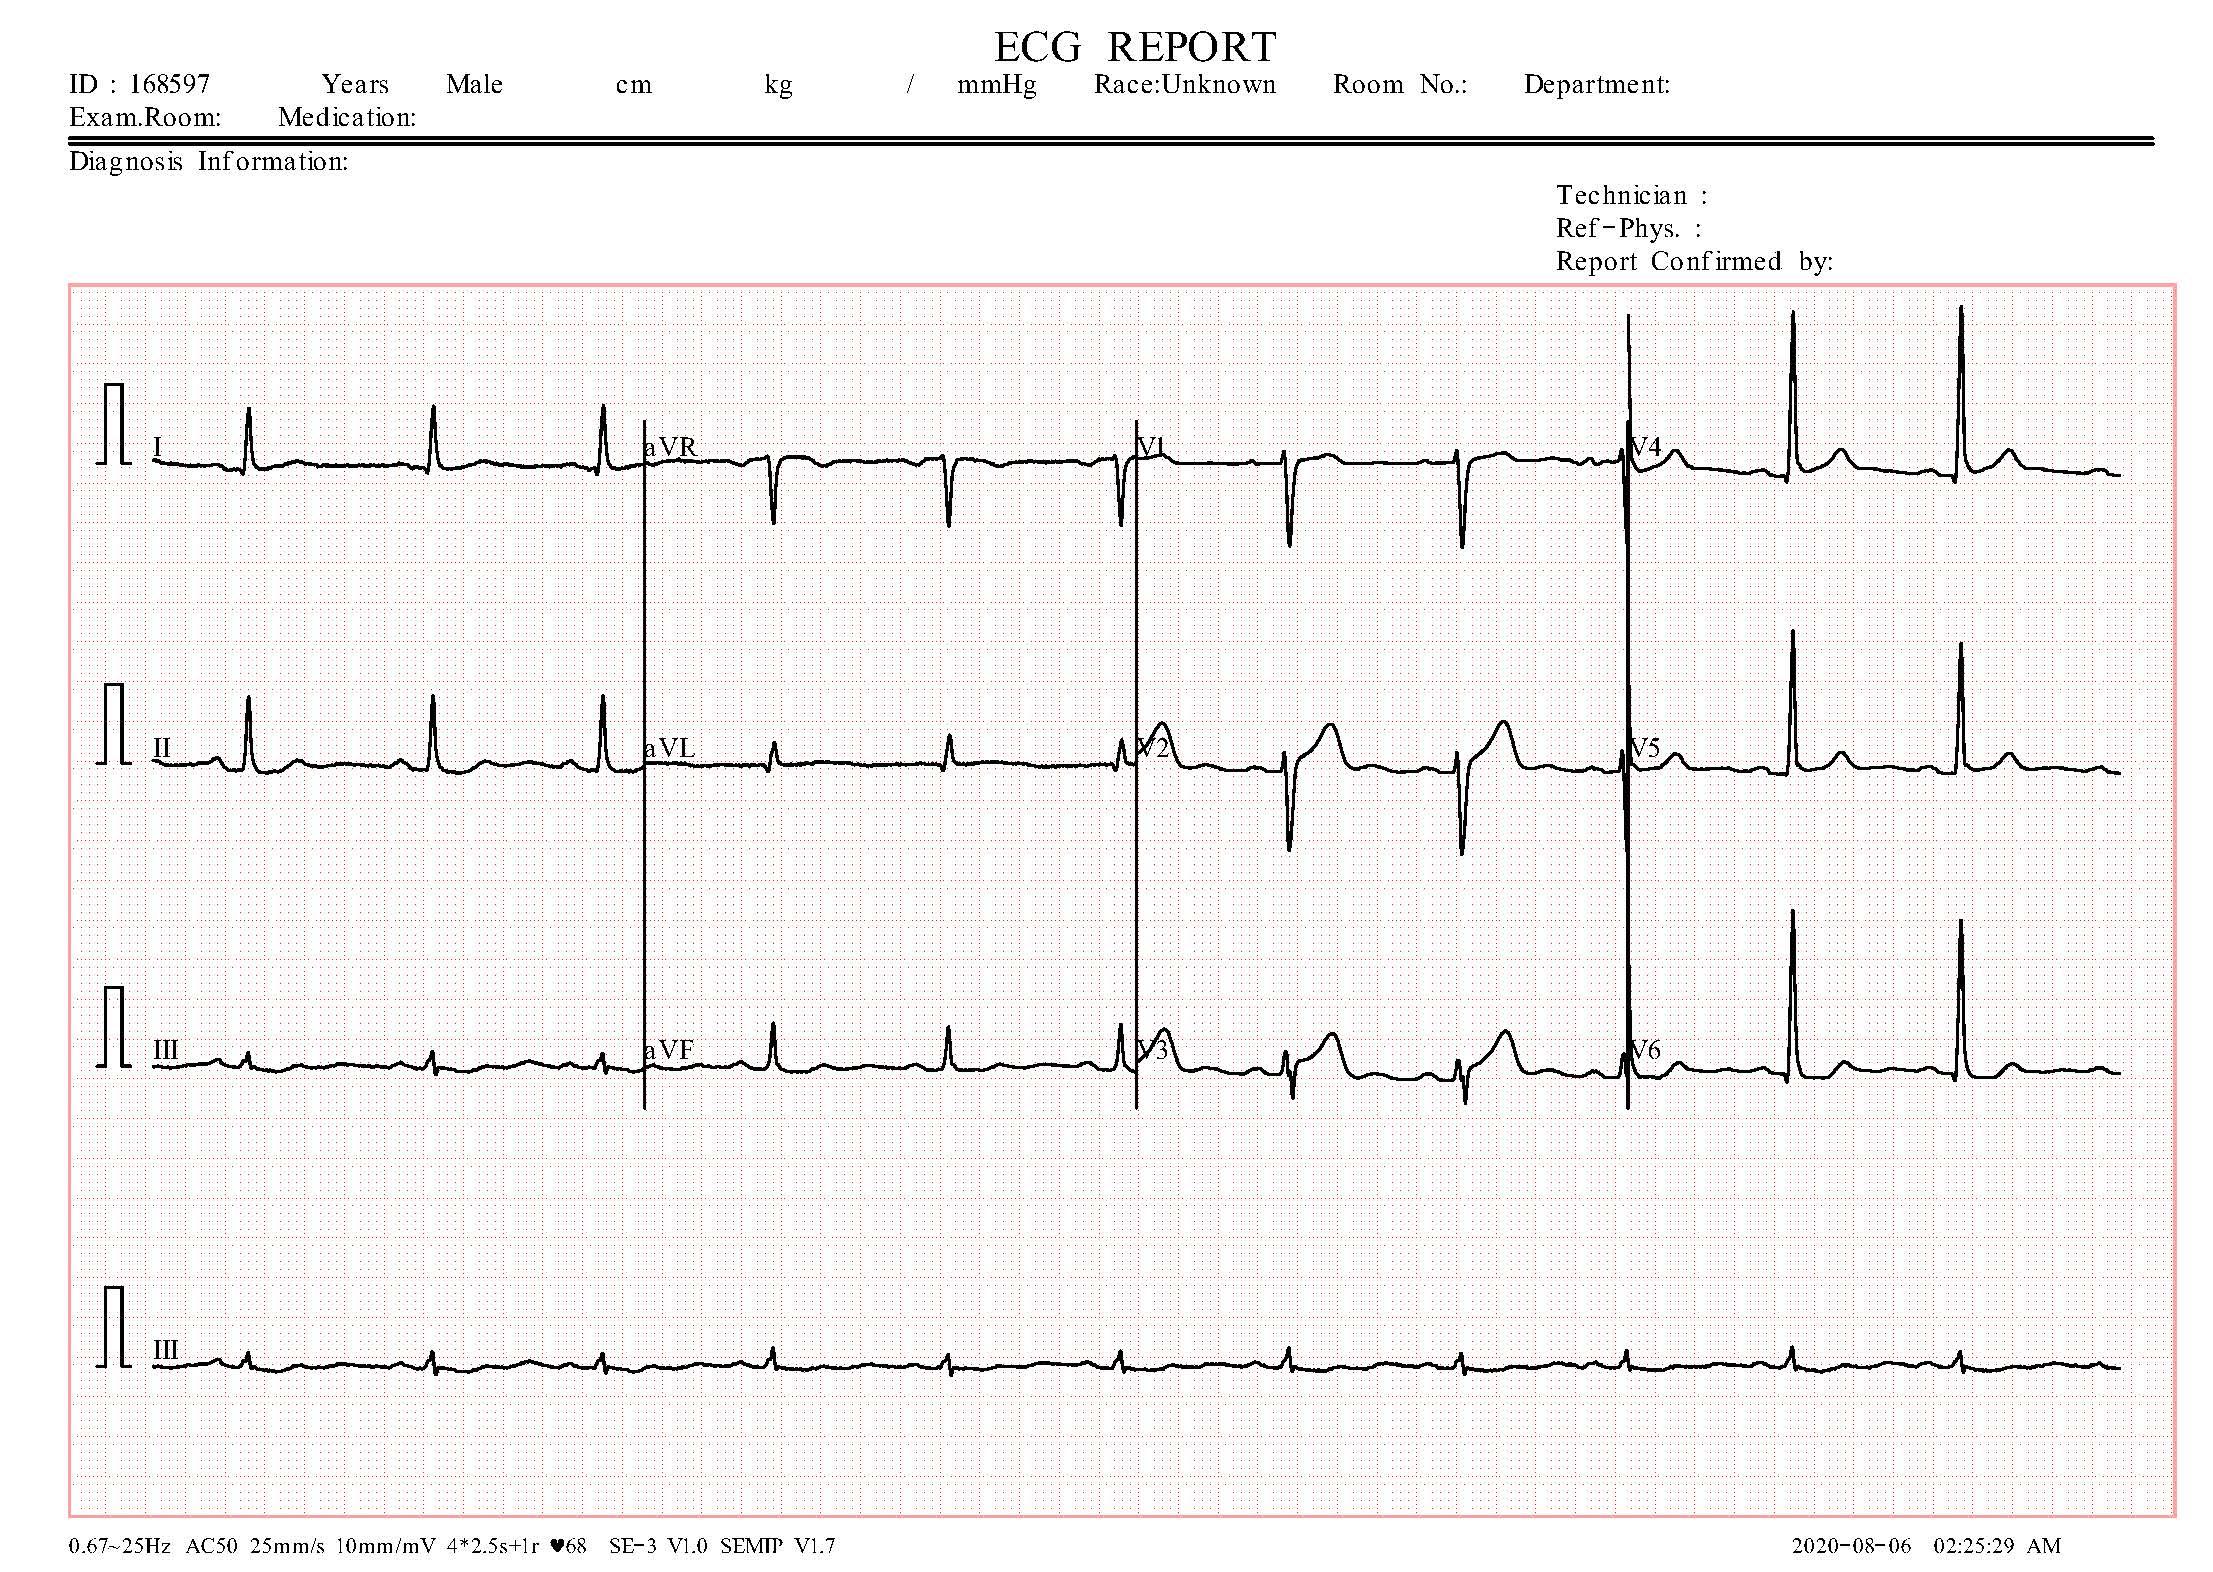 ECG REPORT
ID : 168597 Years Male cm kg / mmHg Race:Unknown Room No.: Department:
Exam.Room: Medication:
Diagnosis Information:
Technician :
Ref-Phys. :
Report Confirmed by:
I aVR V1 V4
II aVL V2 V5
III aVF V3 V6
III
0.67~25Hz AC50 25mm/s 10mm/mV 4*2.5s+1r ♥68 SE-3 V1.0 SEMIP V1.7 2020-08-06 02:25:29 AM